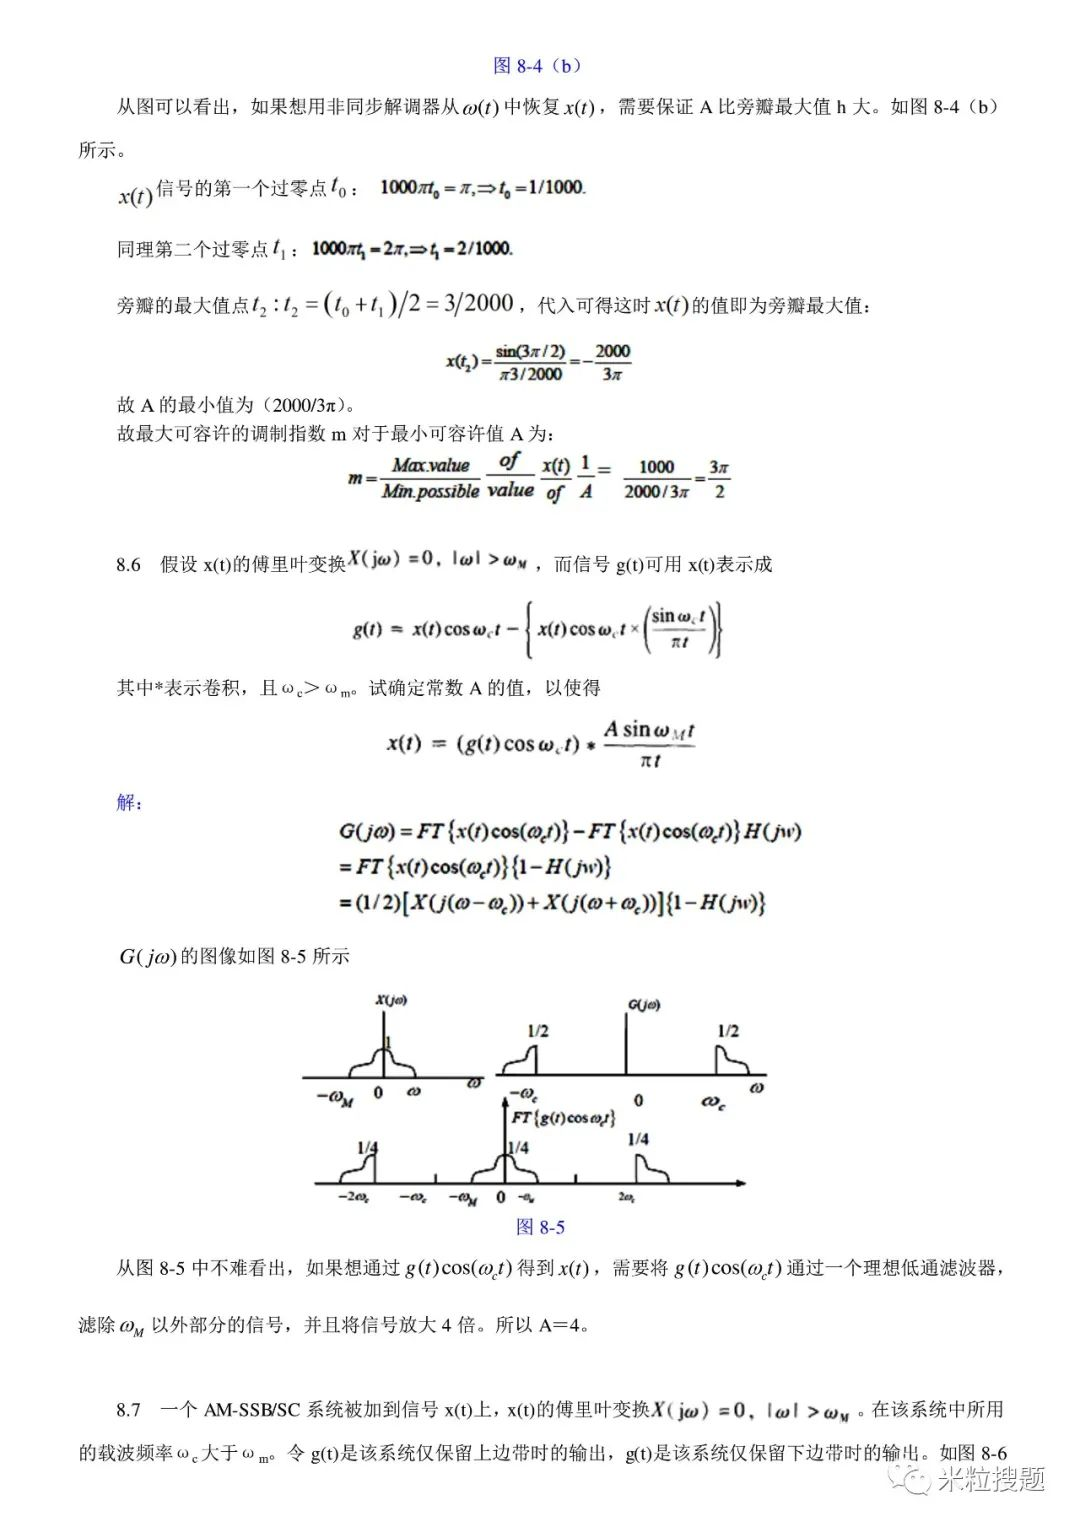 图 8-4（b）
从图可以看出，如果想用非同步解调器从ω(t)中恢复x(t)，需要保证 A 比旁瓣最大值 h 大。如图 8-4（b）
所示。
x(t)信号的第一个过零点t₀： 1000πt₀ = π,⇒t₀ =1/1000.
同理第二个过零点t₁： 1000πt₁ =2π,⇒t₁ =2/1000.
旁瓣的最大值点t₂ : t₂ = (t₀ + t₁)/2 = 3/2000，代入可得这时x(t)的值即为旁瓣最大值：
x(t₂) = sin(3π/2) / π3/2000 = − 2000 / 3π
故 A 的最小值为（2000/3π）。
故最大可容许的调制指数 m 对于最小可容许值 A 为：
m = Max.value / Min.possible of / value x(t) / of 1 / A = 1000 / 2000/3π = 3π / 2
8.6 假设 x(t)的傅里叶变换X(jω) =0, |ω| > ω_M，而信号 g(t)可用 x(t)表示成
g(t) = x(t)cos ω_c t − { x(t)cos ω_c t × ( sin ω_c t / πt ) }
其中*表示卷积，且ω_c＞ω_m。试确定常数 A 的值，以使得
x(t) = (g(t)cos ω_c t) * A sin ω_M t / πt
解：
G(jω) = FT{x(t)cos(ω_c t)} − FT{x(t)cos(ω_c t)}H(jw)
= FT{x(t)cos(ω_c t)}{1 − H(jw)}
= (1/2)[X(j(ω − ω_c)) + X(j(ω + ω_c))]{1 − H(jw)}
G(jω)的图像如图 8-5 所示
X(jω) G(jω)
1 1/2 1/2
−ω_M 0 ω ω −ω_c 0 ω_c ω
FT{g(t)cos ω_c t}
1/4 1/4 1/4
−2ω_c −ω_c −ω_M 0 −ω_M 2ω_c
图 8-5
从图 8-5 中不难看出，如果想通过g(t)cos(ω_c t)得到x(t)，需要将g(t)cos(ω_c t)通过一个理想低通滤波器，
滤除ω_M 以外部分的信号，并且将信号放大 4 倍。所以 A＝4。
8.7 一个 AM-SSB/SC 系统被加到信号 x(t)上，x(t)的傅里叶变换X(jω) =0, |ω| > ω_M。在该系统中所用
的载波频率ω_c大于ω_m。令 g(t)是该系统仅保留上边带时的输出，g(t)是该系统仅保留下边带时的输出。如图 8-6
米粒搜题